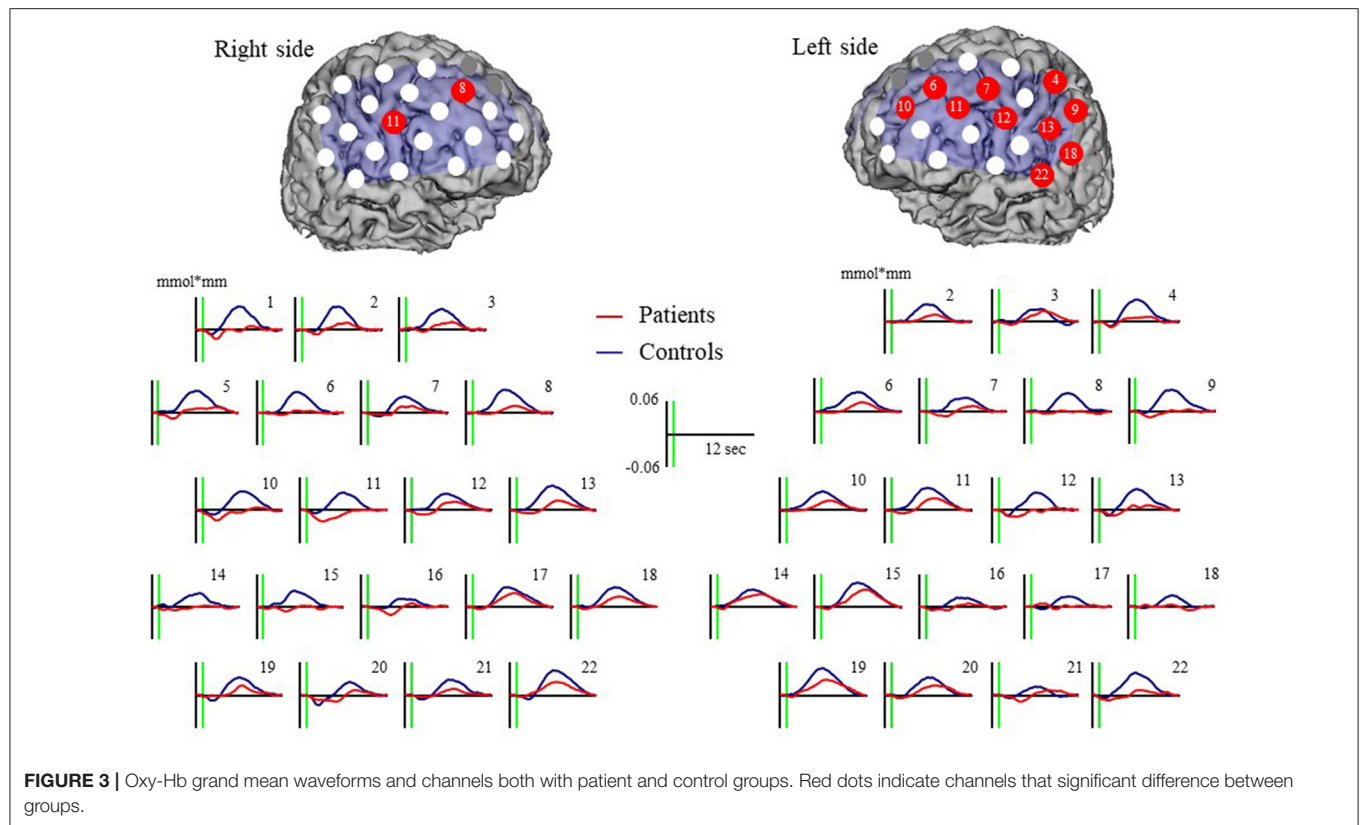 Right side
Left side
8
11
6
7
4
10
11
12
9
13
18
22
mmol*mm
1 2 3
mmol*mm
2 3 4
Patients
Controls
5 6 7 8
0.06
-0.06
12 sec
6 7 8 9
10 11 12 13
10 11 12 13
14 15 16 17 18
14 15 16 17 18
19 20 21 22
19 20 21 22
FIGURE 3 | Oxy-Hb grand mean waveforms and channels both with patient and control groups. Red dots indicate channels that significant difference between
groups.